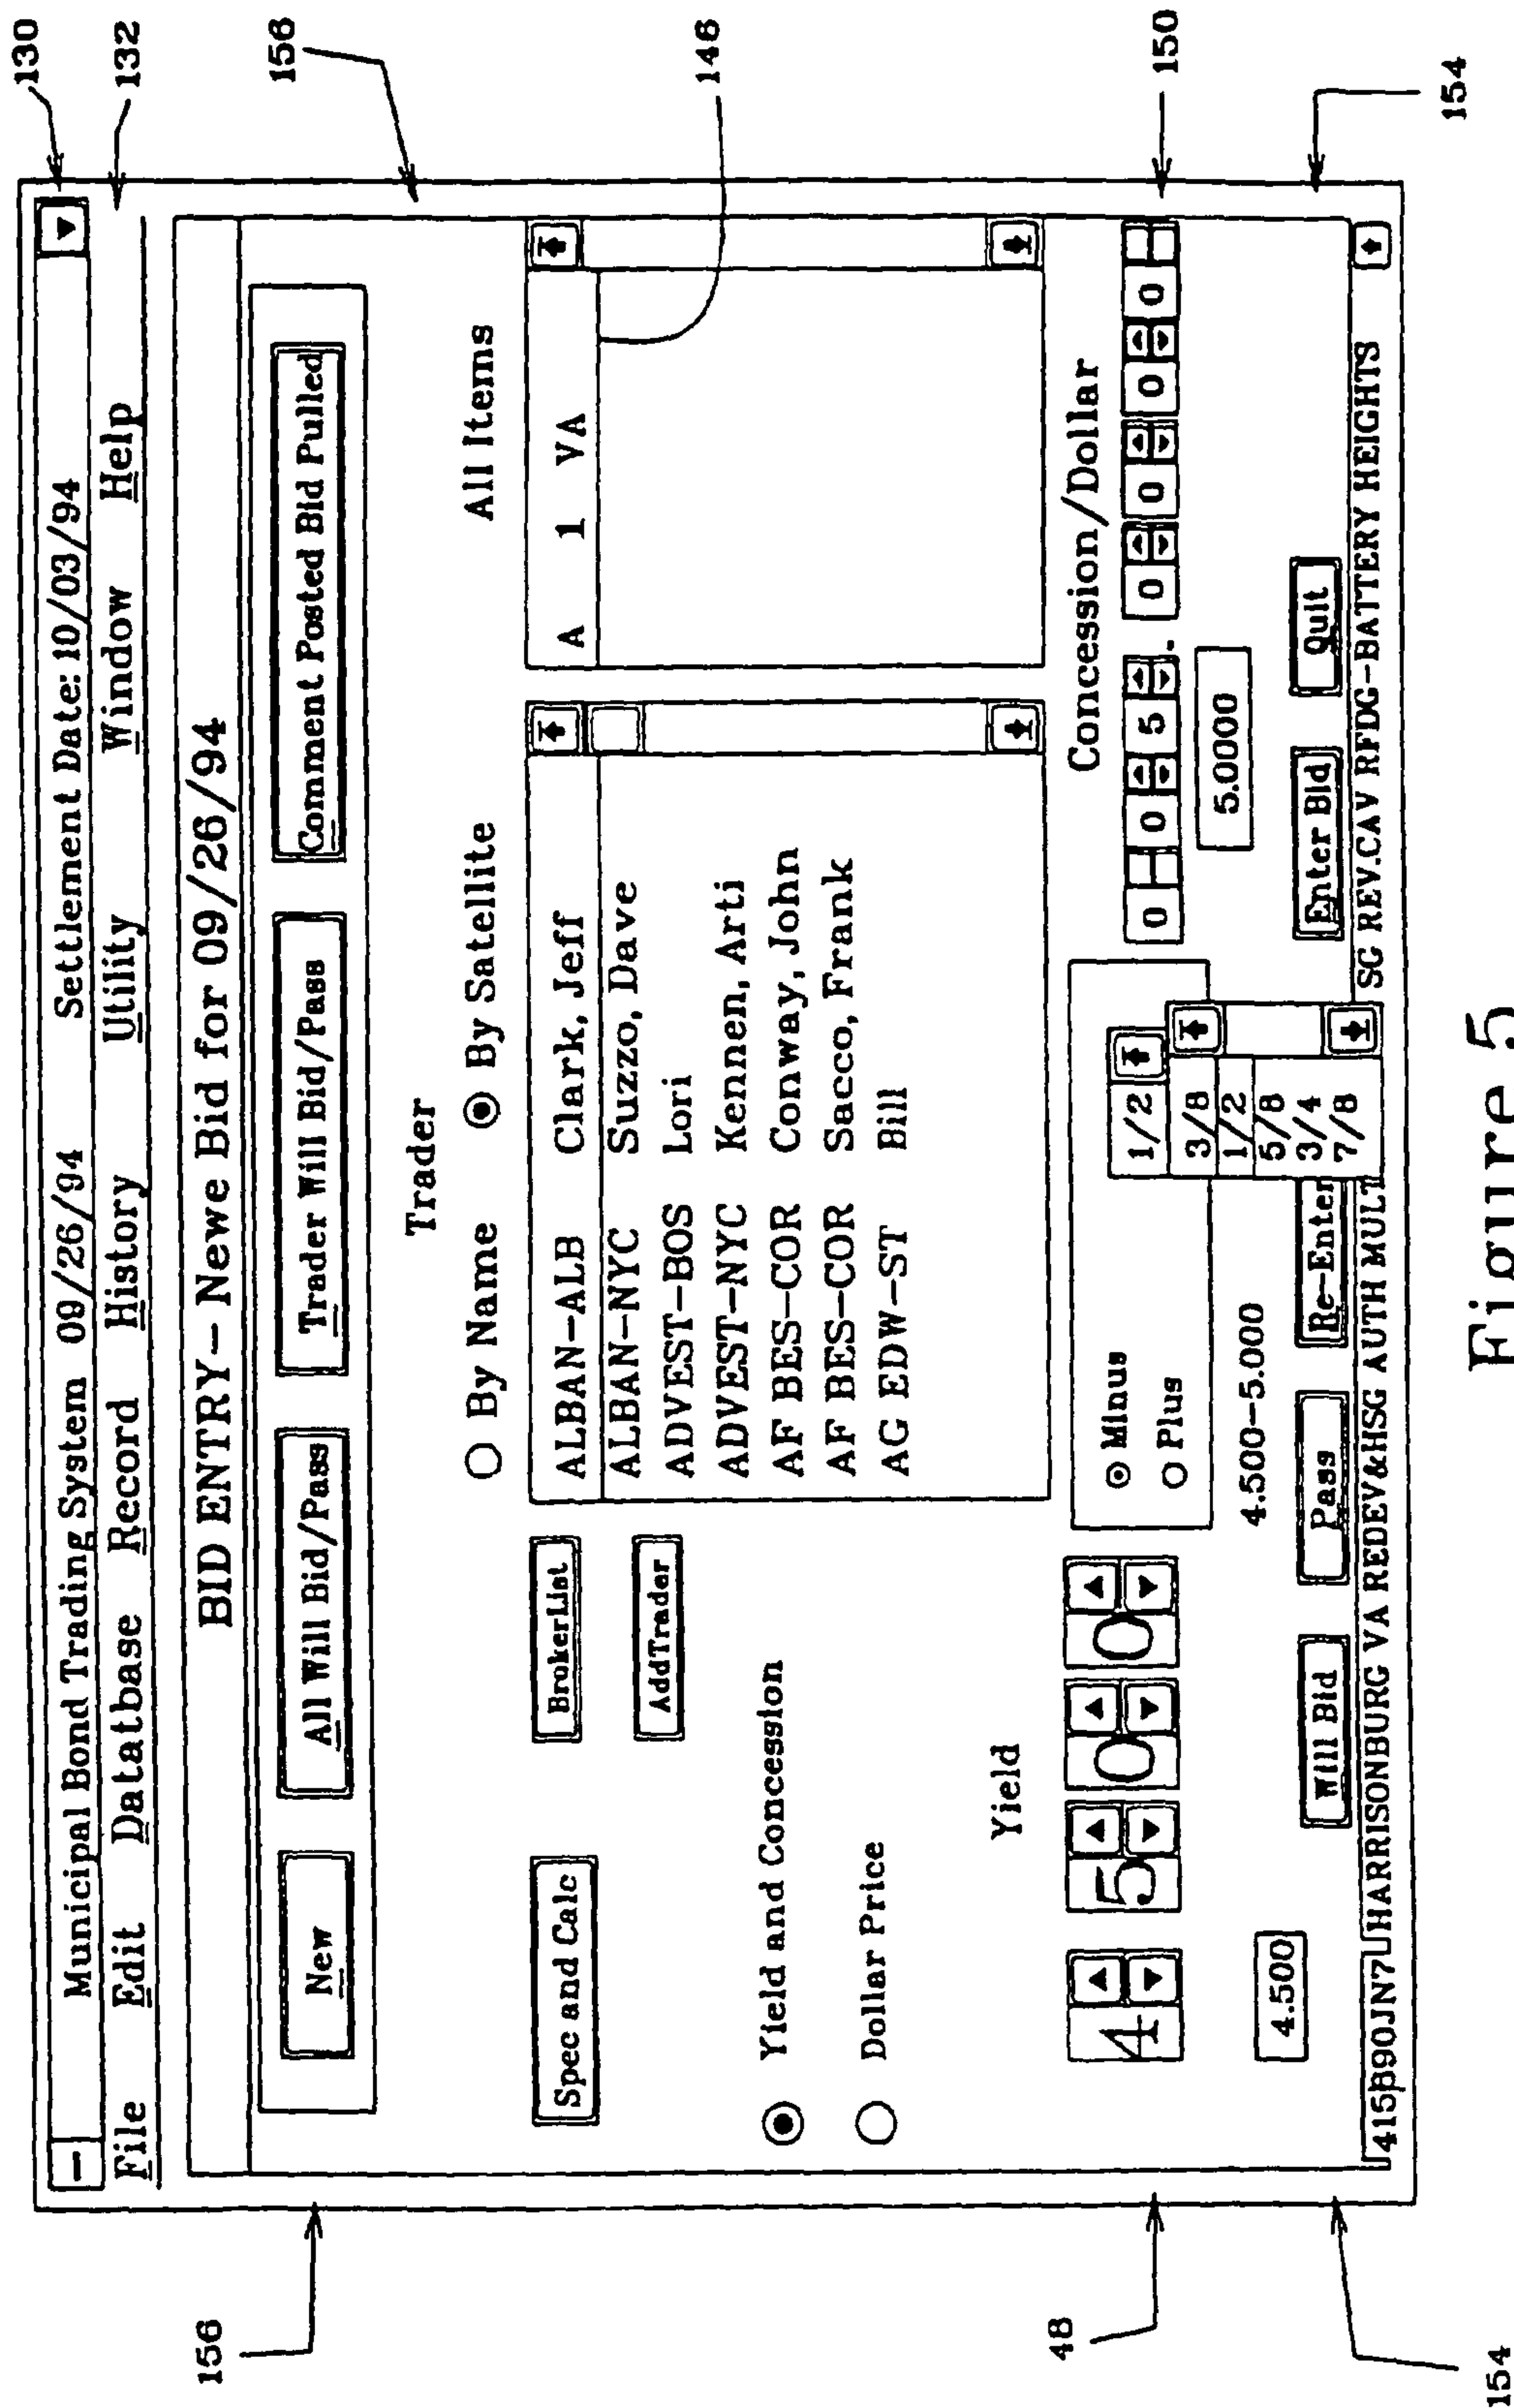 130
132
156
146
150
154
Municipal Bond Trading System 09/26/94 Settlement Date: 10/03/94
File Edit Datatbase Record History Utility Window Help
BID ENTRY-Newe Bid for 09/26/94
New All Will Bid/Pass Trader Will Bid/Pass Comment Posted Bid Pulled
Trader
By Name By Satellite All Items
Spec and Calc BrokerList
AddTrader
ALBAN-ALB Clark, Jeff A 1 VA
ALBAN-NYC Suzzo, Dave
ADVEST-BOS Lori
ADVEST-NYC Kennen, Arti
AF BES-COR Conway, John
AF BES-COR Sacco, Frank
AG EDW-ST Bill
Yield and Concession
Dollar Price
Yield Concession/Dollar
4 5 0 0 Minus 1/2 0 0 5 . 0 0 0 0
Plus 3/8
1/2
5/8
3/4
7/8
4.500 4.500-5.000 5.0000
Will Bid Pass Re-Enter Enter Bid Quit
415B90JN7 HARRISONBURG VA REDEV&HSG AUTH MULT SG REV.CAV RFDG-BATTERY HEIGHTS
156
48
154
Figure 5